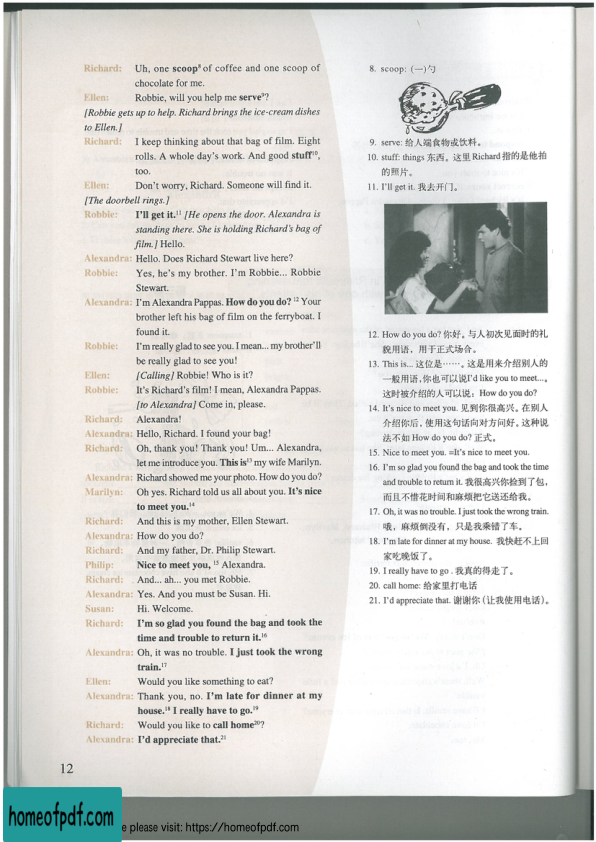 Richard: Uh, one scoop⁸ of coffee and one scoop of
chocolate for me.
Ellen: Robbie, will you help me serve⁹?
[Robbie gets up to help. Richard brings the ice-cream dishes
to Ellen.]
Richard: I keep thinking about that bag of film. Eight
rolls. A whole day's work. And good stuff¹⁰,
too.
Ellen: Don't worry, Richard. Someone will find it.
[The doorbell rings.]
Robbie: I'll get it.¹¹ [He opens the door. Alexandra is
standing there. She is holding Richard's bag of
film.] Hello.
Alexandra: Hello. Does Richard Stewart live here?
Robbie: Yes, he's my brother. I'm Robbie... Robbie
Stewart.
Alexandra: I'm Alexandra Pappas. How do you do? ¹² Your
brother left his bag of film on the ferryboat. I
found it.
Robbie: I'm really glad to see you. I mean... my brother'll
be really glad to see you!
Ellen: [Calling] Robbie! Who is it?
Robbie: It's Richard's film! I mean, Alexandra Pappas.
[to Alexandra] Come in, please.
Richard: Alexandra!
Alexandra: Hello, Richard. I found your bag!
Richard: Oh, thank you! Thank you! Um... Alexandra,
let me introduce you. This is¹³ my wife Marilyn.
Alexandra: Richard showed me your photo. How do you do?
Marilyn: Oh yes. Richard told us all about you. It's nice
to meet you.¹⁴
Richard: And this is my mother, Ellen Stewart.
Alexandra: How do you do?
Richard: And my father, Dr. Philip Stewart.
Philip: Nice to meet you, ¹⁵ Alexandra.
Richard: And... ah... you met Robbie.
Alexandra: Yes. And you must be Susan. Hi.
Susan: Hi. Welcome.
Richard: I'm so glad you found the bag and took the
time and trouble to return it.¹⁶
Alexandra: Oh, it was no trouble. I just took the wrong
train.¹⁷
Ellen: Would you like something to eat?
Alexandra: Thank you, no. I'm late for dinner at my
house.¹⁸ I really have to go.¹⁹
Richard: Would you like to call home²⁰?
Alexandra: I'd appreciate that.²¹
8. scoop: (一)勺
9. serve: 给人端食物或饮料。
10. stuff: things 东西。这里Richard指的是他拍
的照片。
11. I'll get it. 我去开门。
12. How do you do? 你好。与人初次见面时的礼
貌用语，用于正式场合。
13. This is... 这位是……。这是用来介绍别人的
一般用语,你也可以说I'd like you to meet...。
这时被介绍的人可以说：How do you do?
14. It's nice to meet you. 见到你很高兴。在别人
介绍你后，使用这句话向对方问好。这种说
法不如 How do you do? 正式。
15. Nice to meet you. =It's nice to meet you.
16. I'm so glad you found the bag and took the time
and trouble to return it. 我很高兴你捡到了包，
而且不惜花时间和麻烦把它送还给我。
17. Oh, it was no trouble. I just took the wrong train.
哦，麻烦倒没有，只是我乘错了车。
18. I'm late for dinner at my house. 我快赶不上回
家吃晚饭了。
19. I really have to go . 我真的得走了。
20. call home: 给家里打电话
21. I'd appreciate that. 谢谢你 (让我使用电话)。
12
homeofpdf.com
e please visit: https://homeofpdf.com